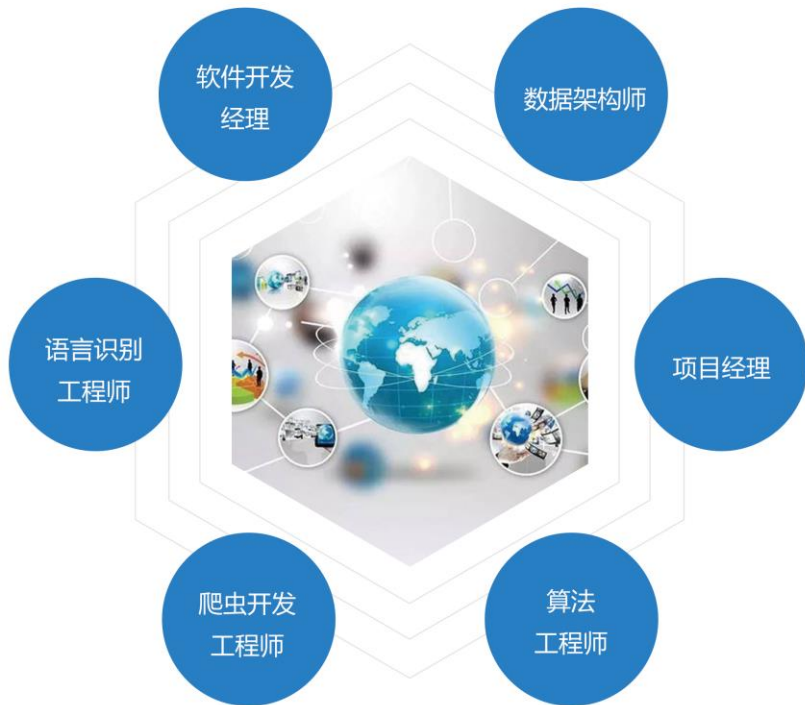 软件开发
经理
数据架构师
语言识别
工程师
项目经理
爬虫开发
工程师
算法
工程师